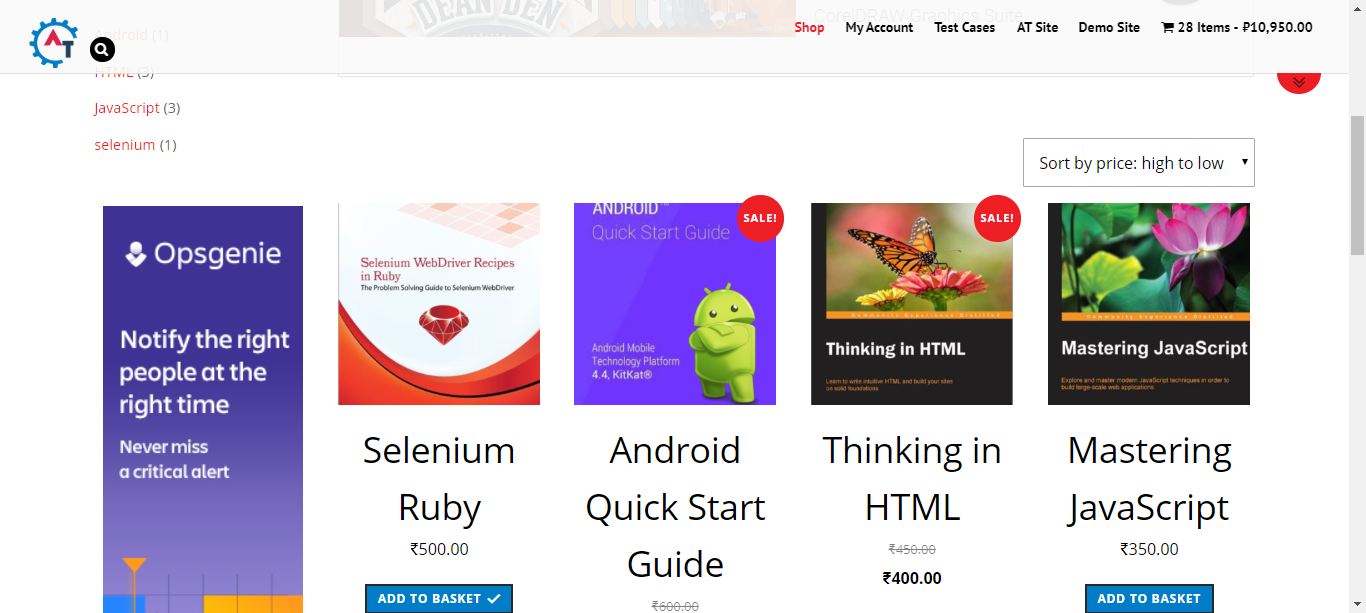 DEAN DEN
CorelDRAW Graphics Suite
AT
Shop
My Account
Test Cases
AT Site
Demo Site
28 Items - ₽10,950.00
Android (1)
HTML (3)
JavaScript (3)
selenium (1)
Sort by price: high to low
Opsgenie
Notify the right
people at the
right time
Never miss
a critical alert
Selenium WebDriver Recipes
in Ruby
The Problem Solving Guide to Selenium WebDriver
Selenium
Ruby
₹500.00
ADD TO BASKET
SALE!
ANDROID™
Quick Start Guide
Android Mobile
Technology Platform
4.4, KitKat®
Android
Quick Start
Guide
₹600.00
SALE!
Community Experience Distilled
Thinking in HTML
Learn to write intuitive HTML and build your sites
on solid foundations
Thinking in
HTML
₹450.00
₹400.00
Community Experience Distilled
Mastering JavaScript
Explore and master modern JavaScript techniques in order to
build large-scale web applications
Mastering
JavaScript
₹350.00
ADD TO BASKET